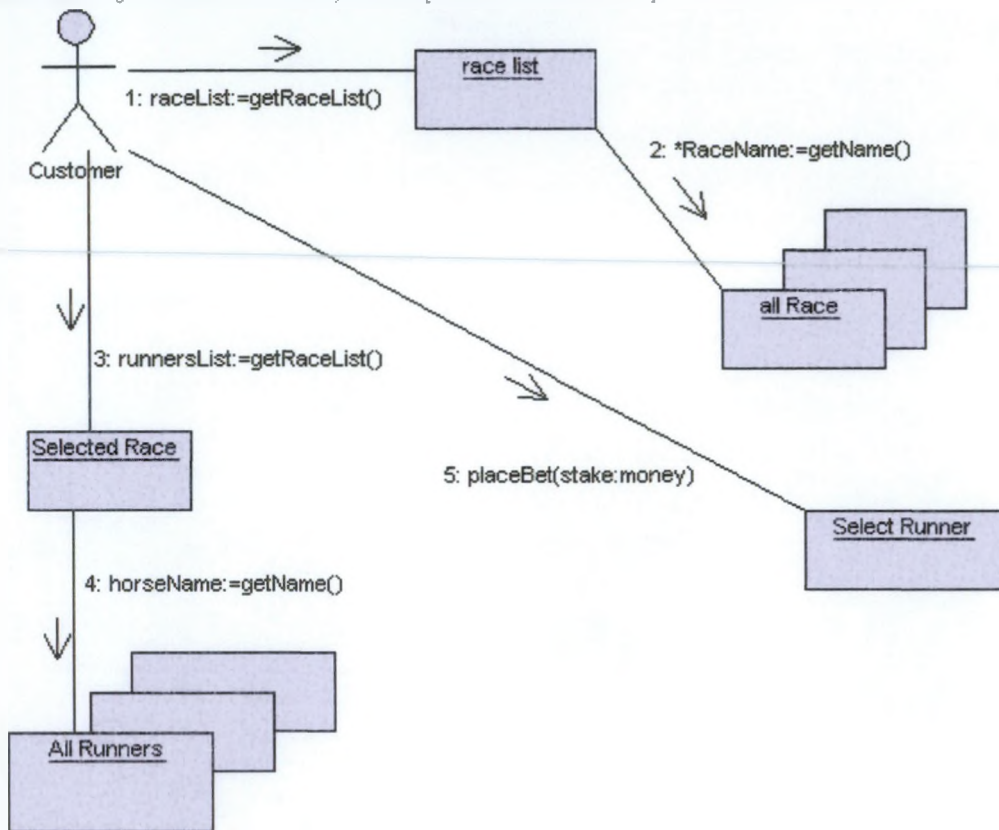 1: raceList:=getRaceList()
race list
2: *RaceName:=getName()
Customer
all Race
3: runnersList:=getRaceList()
Selected Race
5: placeBet(stake:money)
Select Runner
4: horseName:=getName()
All Runners